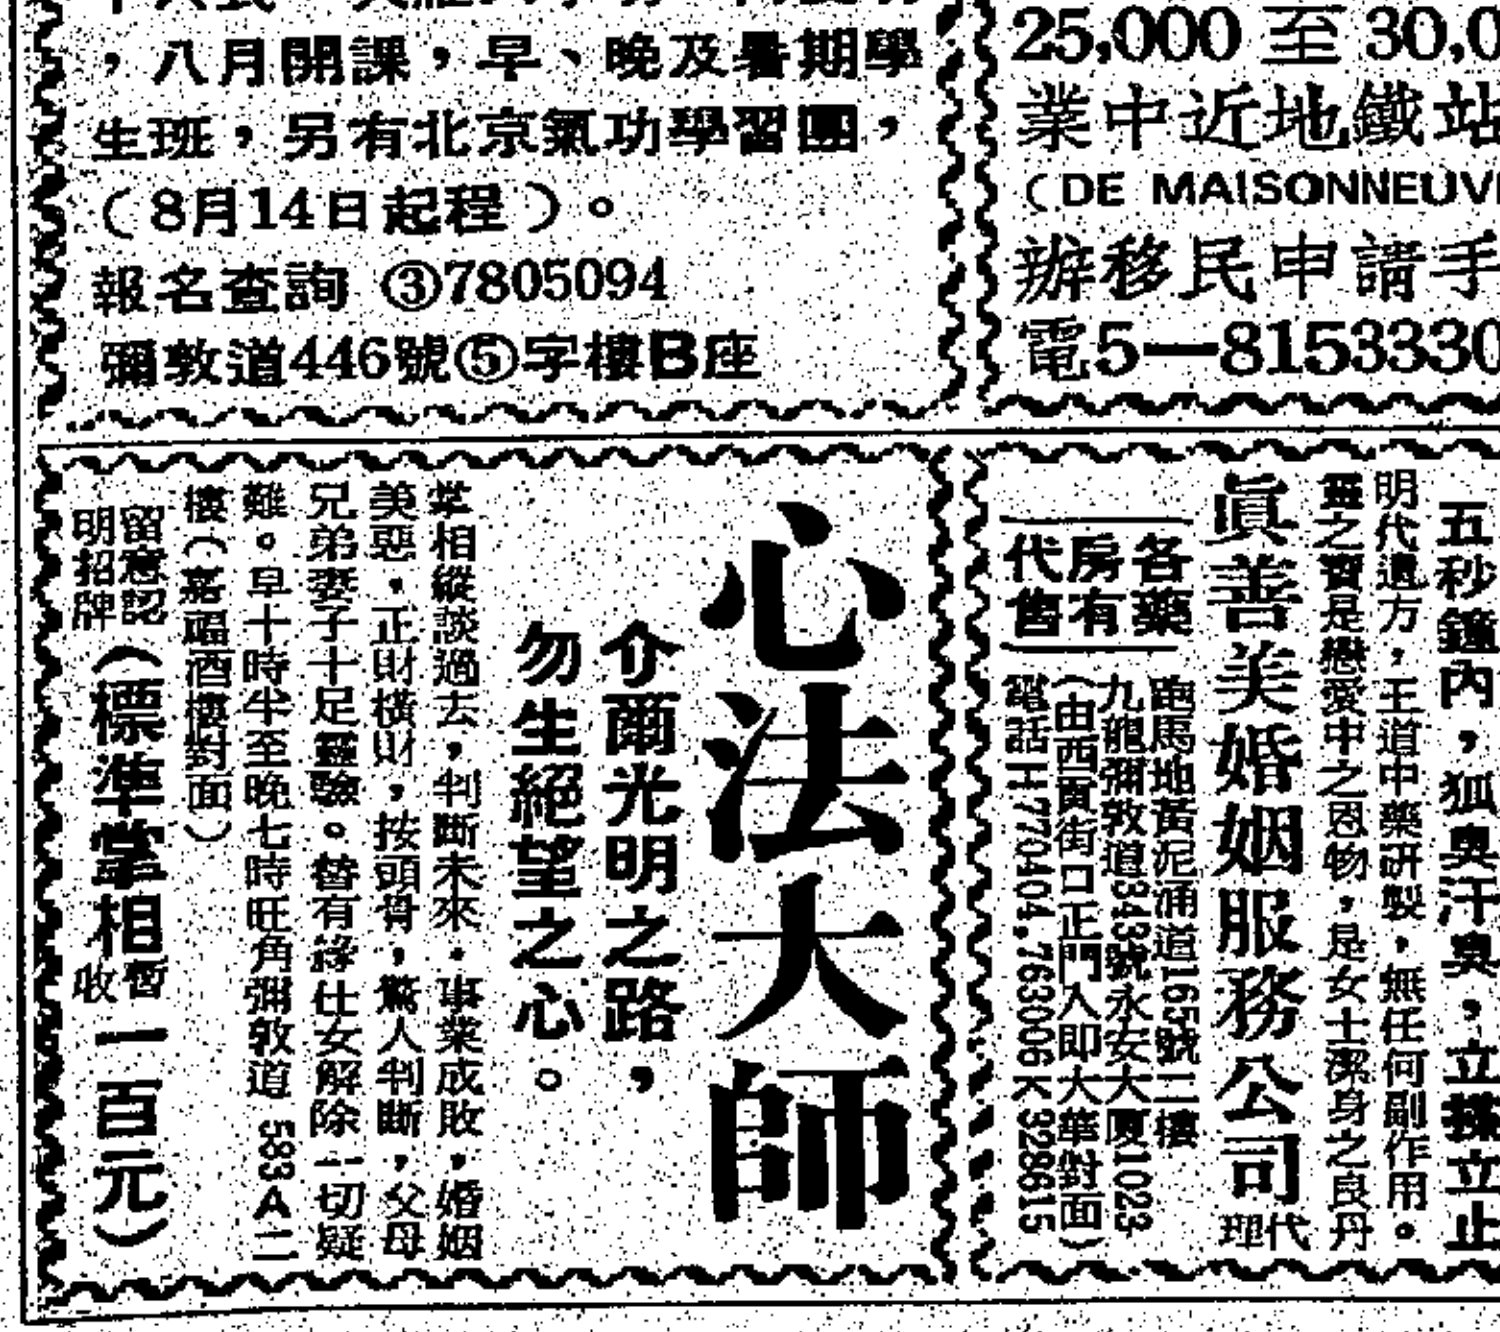 ，八月開課，早、晚及暑期學
生班，另有北京氣功學習團，
（8月14日起程）。
報名查詢 ③7805094
彌敦道446號⑤字樓B座
25,000 至 30,0
業中近地鐵站
（DE MAISONNEUV
辦移民申請手
電5—8153330
心法大師
介爾光明之路，
勿生絕望之心。
掌相縱談過去，判斷未來．事業成敗，婚姻
美惡．正財橫財，按頭骨，驚人判斷，父母
兄弟妻子十足靈驗。替有緣仕女解除一切疑
難。早十時半至晚七時旺角彌敦道 583A二
樓（嘉福酒樓對面）
留意認
明招牌
（標準掌相暫收一百元）
五秒鐘內，狐臭汗臭，立 立止
明代遺方，王道中藥研製，無任何副作用。
靈之寶是戀愛中之恩物，是女士潔身之良丹
眞善美婚姻服務公司
代理
各藥
房有
代售
跑馬地黃泥涌道165號二樓
九龍彌敦道343號永安大廈1023
（由西寳街口正門入即大華對面）
電話H770404,7630006K328615